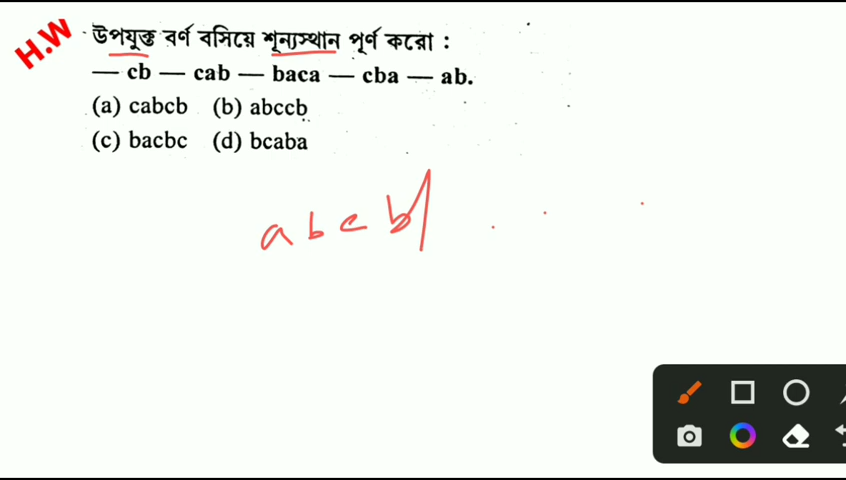 H.W
উপযুক্ত বর্ণ বসিয়ে শূন্যস্থান পূর্ণ করো :
— cb — cab — baca — cba — ab.
(a) cabcb (b) abccb
(c) bacbc (d) bcaba
abcb